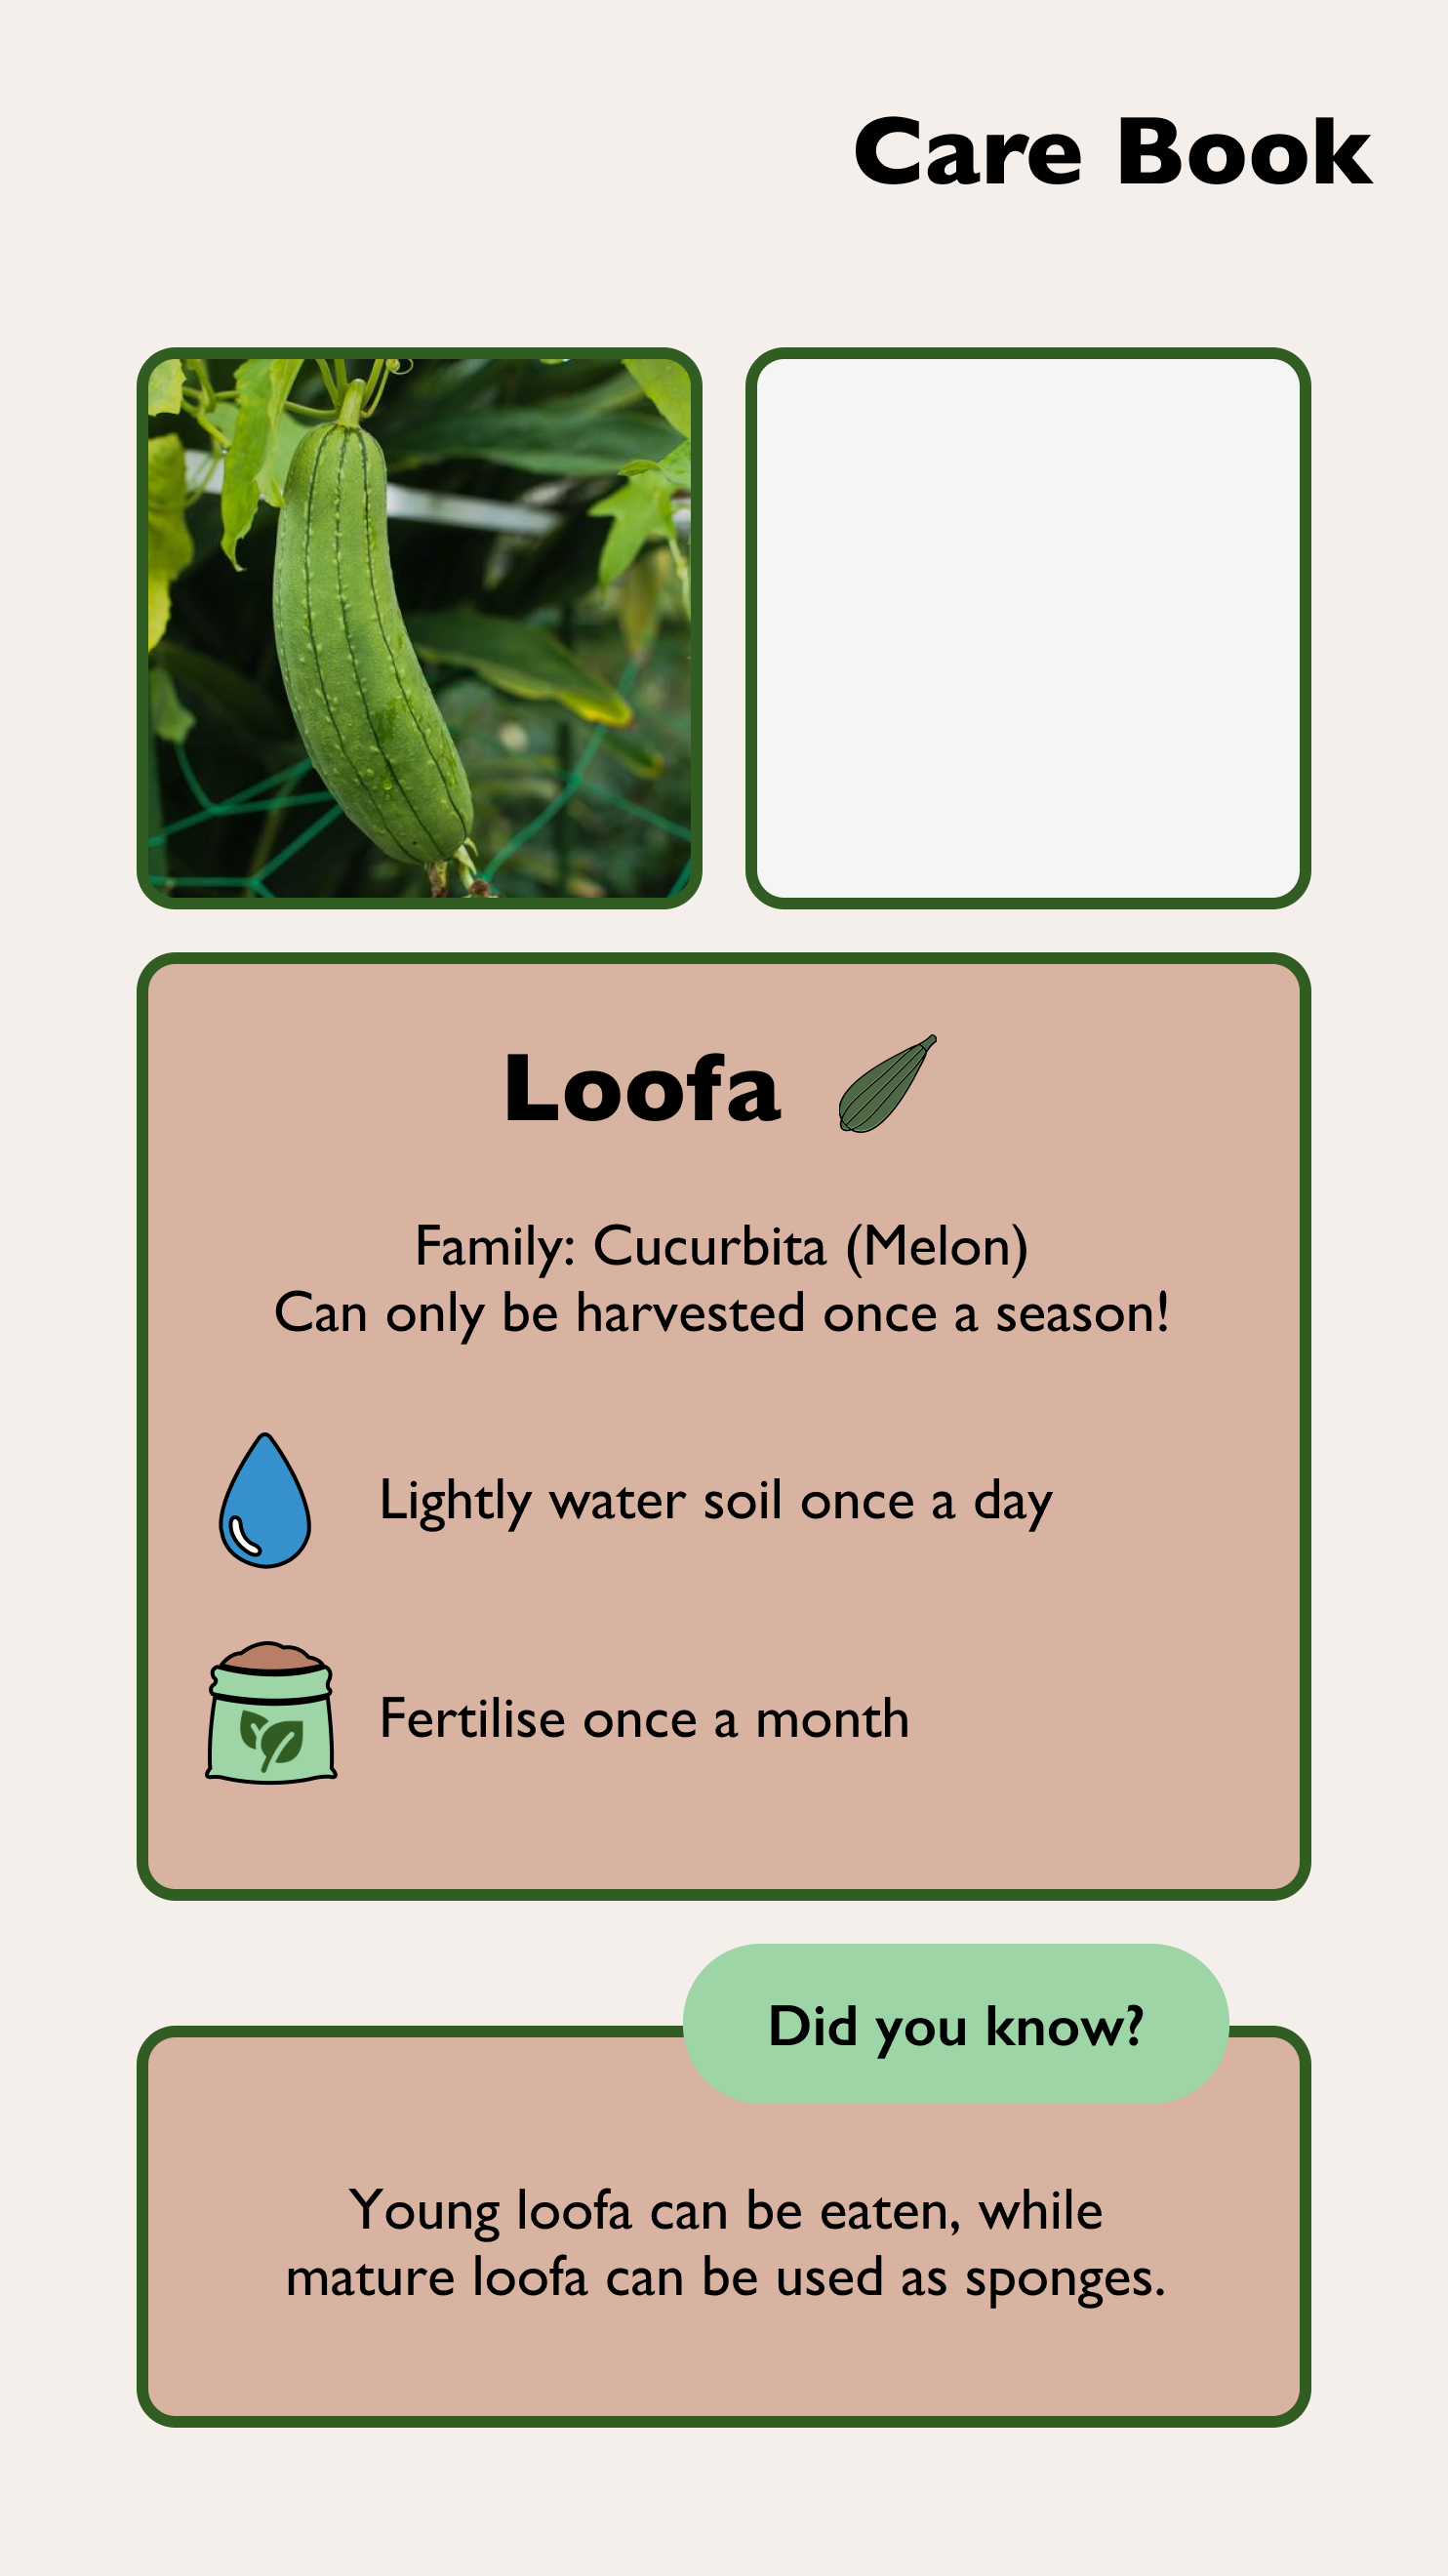 Care Book
Loofa
Family: Cucurbita (Melon)
Can only be harvested once a season!
Lightly water soil once a day
Fertilise once a month
Did you know?
Young loofa can be eaten, while
mature loofa can be used as sponges.